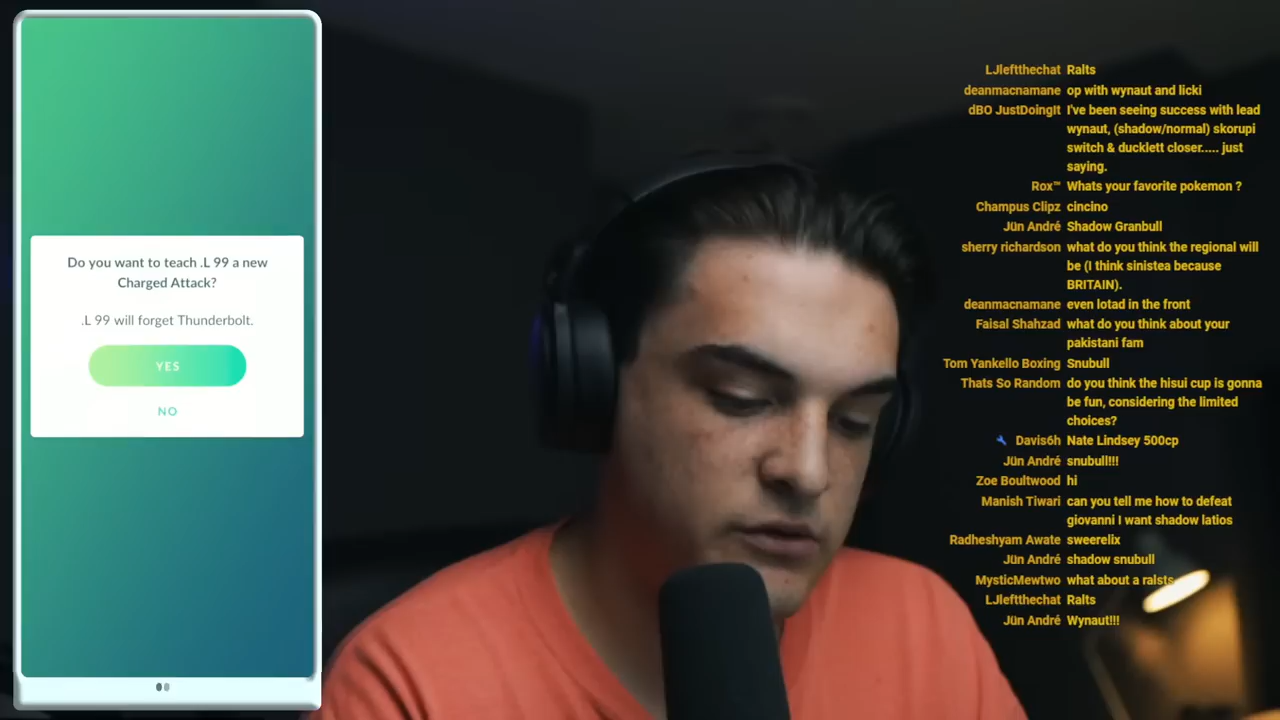 Do you want to teach .L 99 a new
Charged Attack?
.L 99 will forget Thunderbolt.
YES
NO
LJleftthechat Ralts
deanmacnamane op with wynaut and licki
dBO JustDoingIt I've been seeing success with lead
wynaut, (shadow/normal) skorupi
switch & ducklett closer..... just
saying.
Rox™ Whats your favorite pokemon ?
Champus Clipz cincino
Jün André Shadow Granbull
sherry richardson what do you think the regional will
be (I think sinistea because
BRITAIN).
deanmacnamane even lotad in the front
Faisal Shahzad what do you think about your
pakistani fam
Tom Yankello Boxing Snubull
Thats So Random do you think the hisui cup is gonna
be fun, considering the limited
choices?
Davis6h Nate Lindsey 500cp
Jün André snubull!!!
Zoe Boultwood hi
Manish Tiwari can you tell me how to defeat
giovanni I want shadow latios
Radheshyam Awate sweerelix
Jün André shadow snubull
MysticMewtwo what about a ralsts
LJleftthechat Ralts
Jün André Wynaut!!!